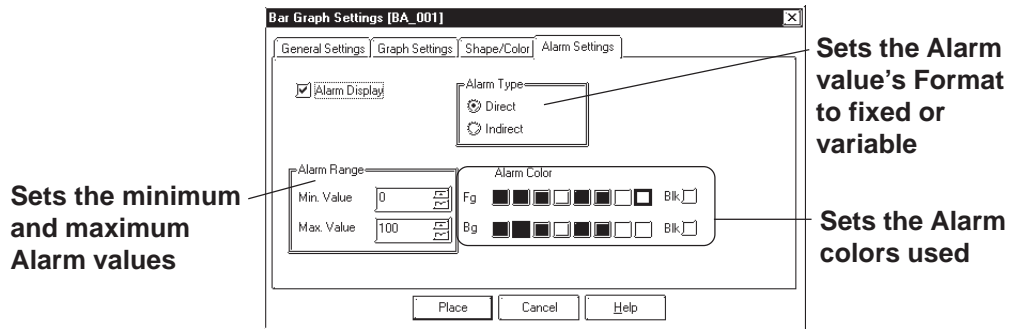 Bar Graph Settings [BA_001]
General Settings Graph Settings Shape/Color Alarm Settings
Alarm Display
Alarm Type
Direct
Indirect
Sets the Alarm
value's Format
to fixed or
variable
Alarm Range
Min. Value 0
Max. Value 100
Alarm Color
Fg Blk
Bg Blk
Sets the minimum
and maximum
Alarm values
Sets the Alarm
colors used
Place Cancel Help